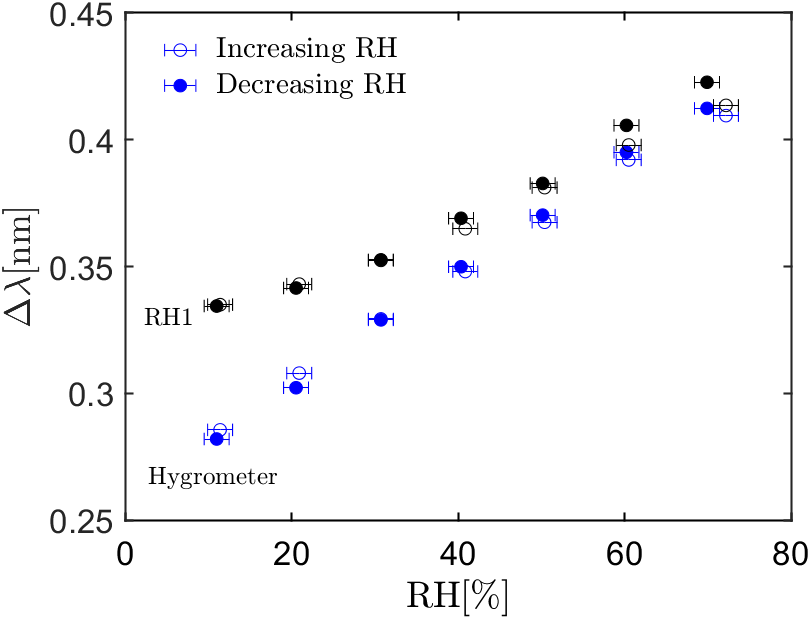 0.45
Increasing RH
Decreasing RH
0.4
0.35
Δλ[nm]
RH1
0.3
Hygrometer
0.25
0
20
40
60
80
RH[%]